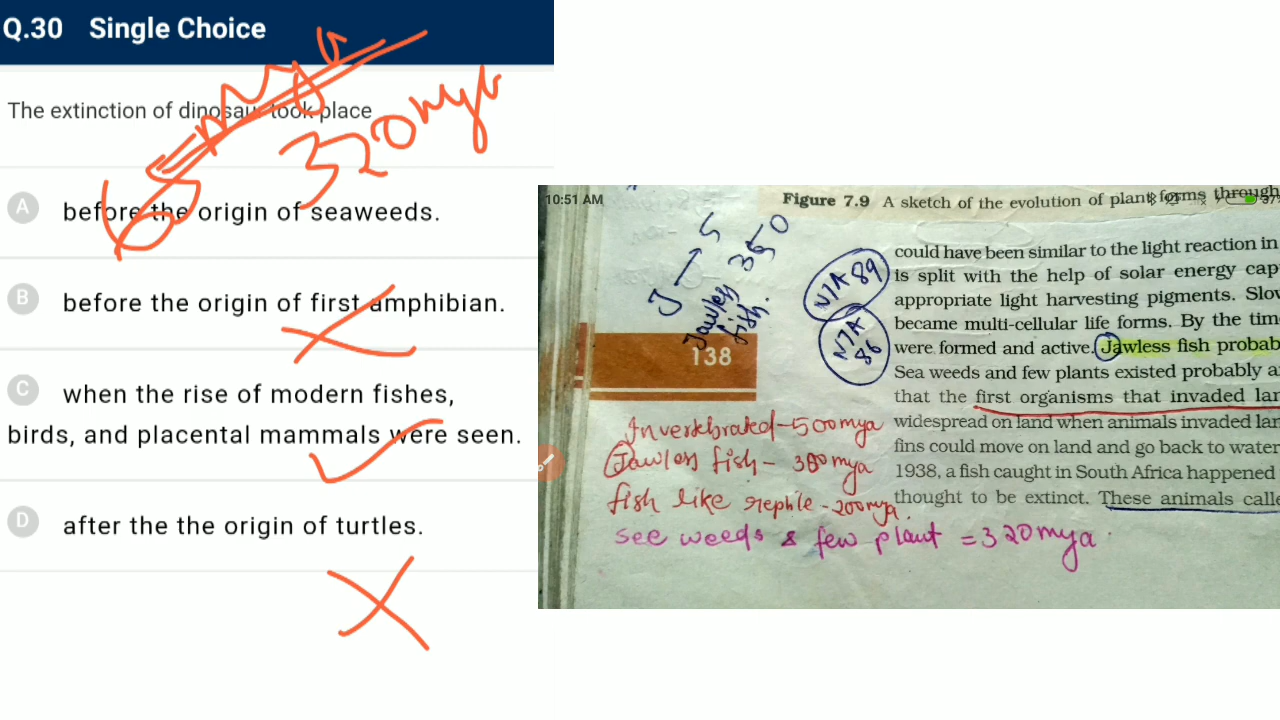 Q.30 Single Choice
The extinction of dinosaur took place
65 mya
320 mya
A before the origin of seaweeds.
B before the origin of first amphibian.
C when the rise of modern fishes,
birds, and placental mammals were seen.
D after the the origin of turtles.
10:51 AM
37
Figure 7.9 A sketch of the evolution of plant forms through
J → 5
Jawless 350
fish.
NTA 89
NTA
86
138
could have been similar to the light reaction in
is split with the help of solar energy cap
appropriate light harvesting pigments. Slow
became multi-cellular life forms. By the tim
were formed and active. Jawless fish probab
Sea weeds and few plants existed probably a
that the first organisms that invaded lan
widespread on land when animals invaded lan
fins could move on land and go back to water
1938, a fish caught in South Africa happened
thought to be extinct. These animals calle
Invertebrated - 500 mya
Jawless fish - 350 mya
fish like reptile - 200 mya.
see weeds & few plant = 320 mya